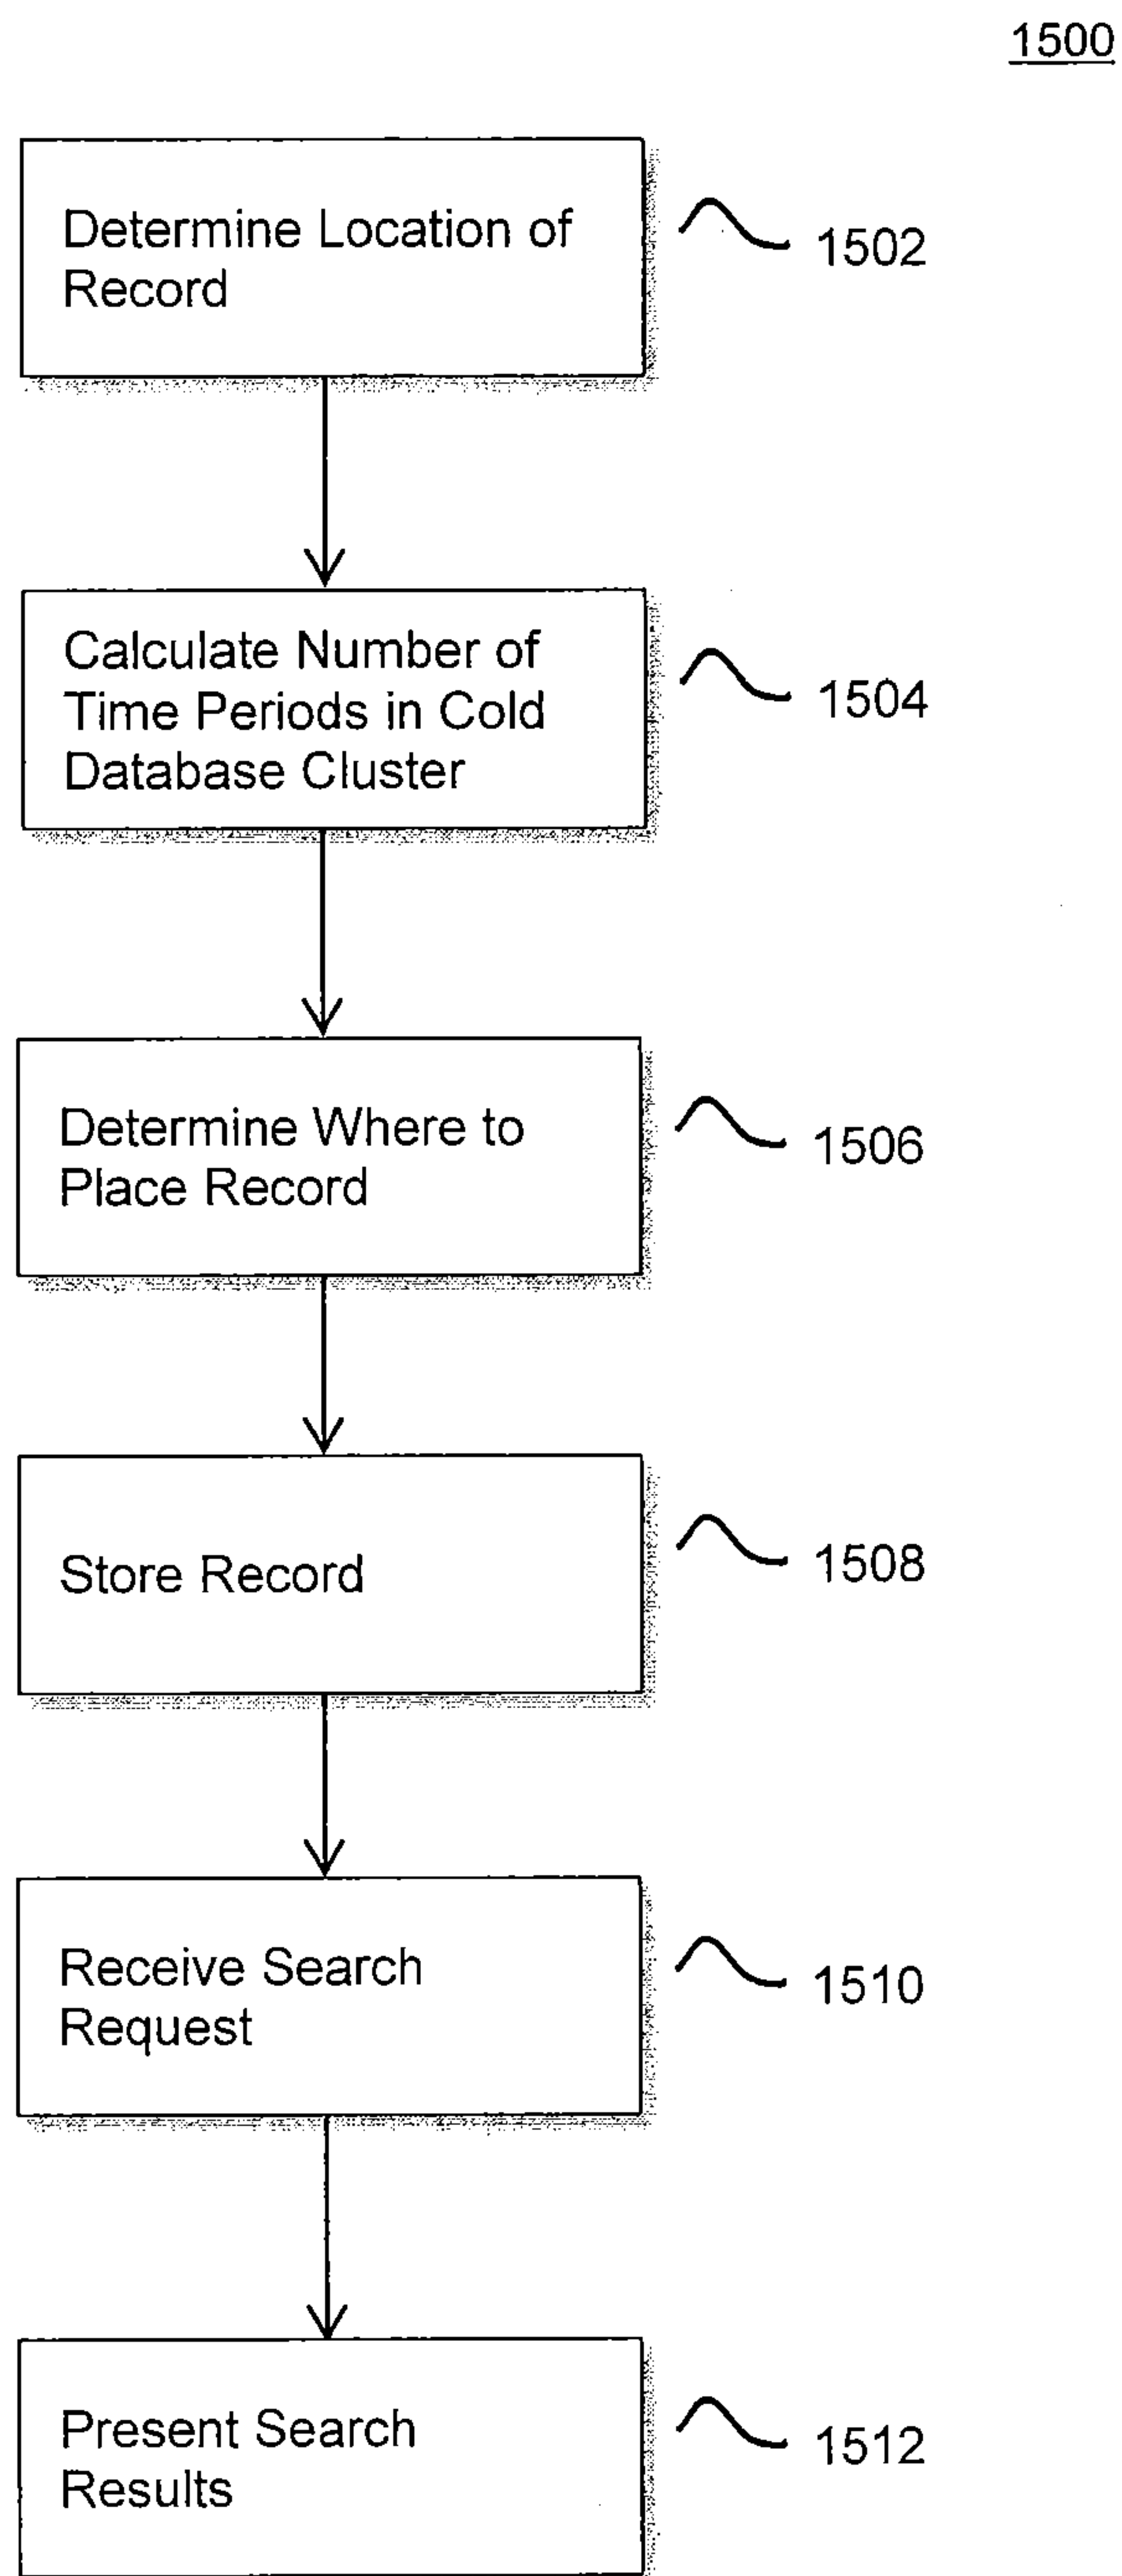 1500
Determine Location of
Record
1502
Calculate Number of
Time Periods in Cold
Database Cluster
1504
Determine Where to
Place Record
1506
Store Record
1508
Receive Search
Request
1510
Present Search
Results
1512